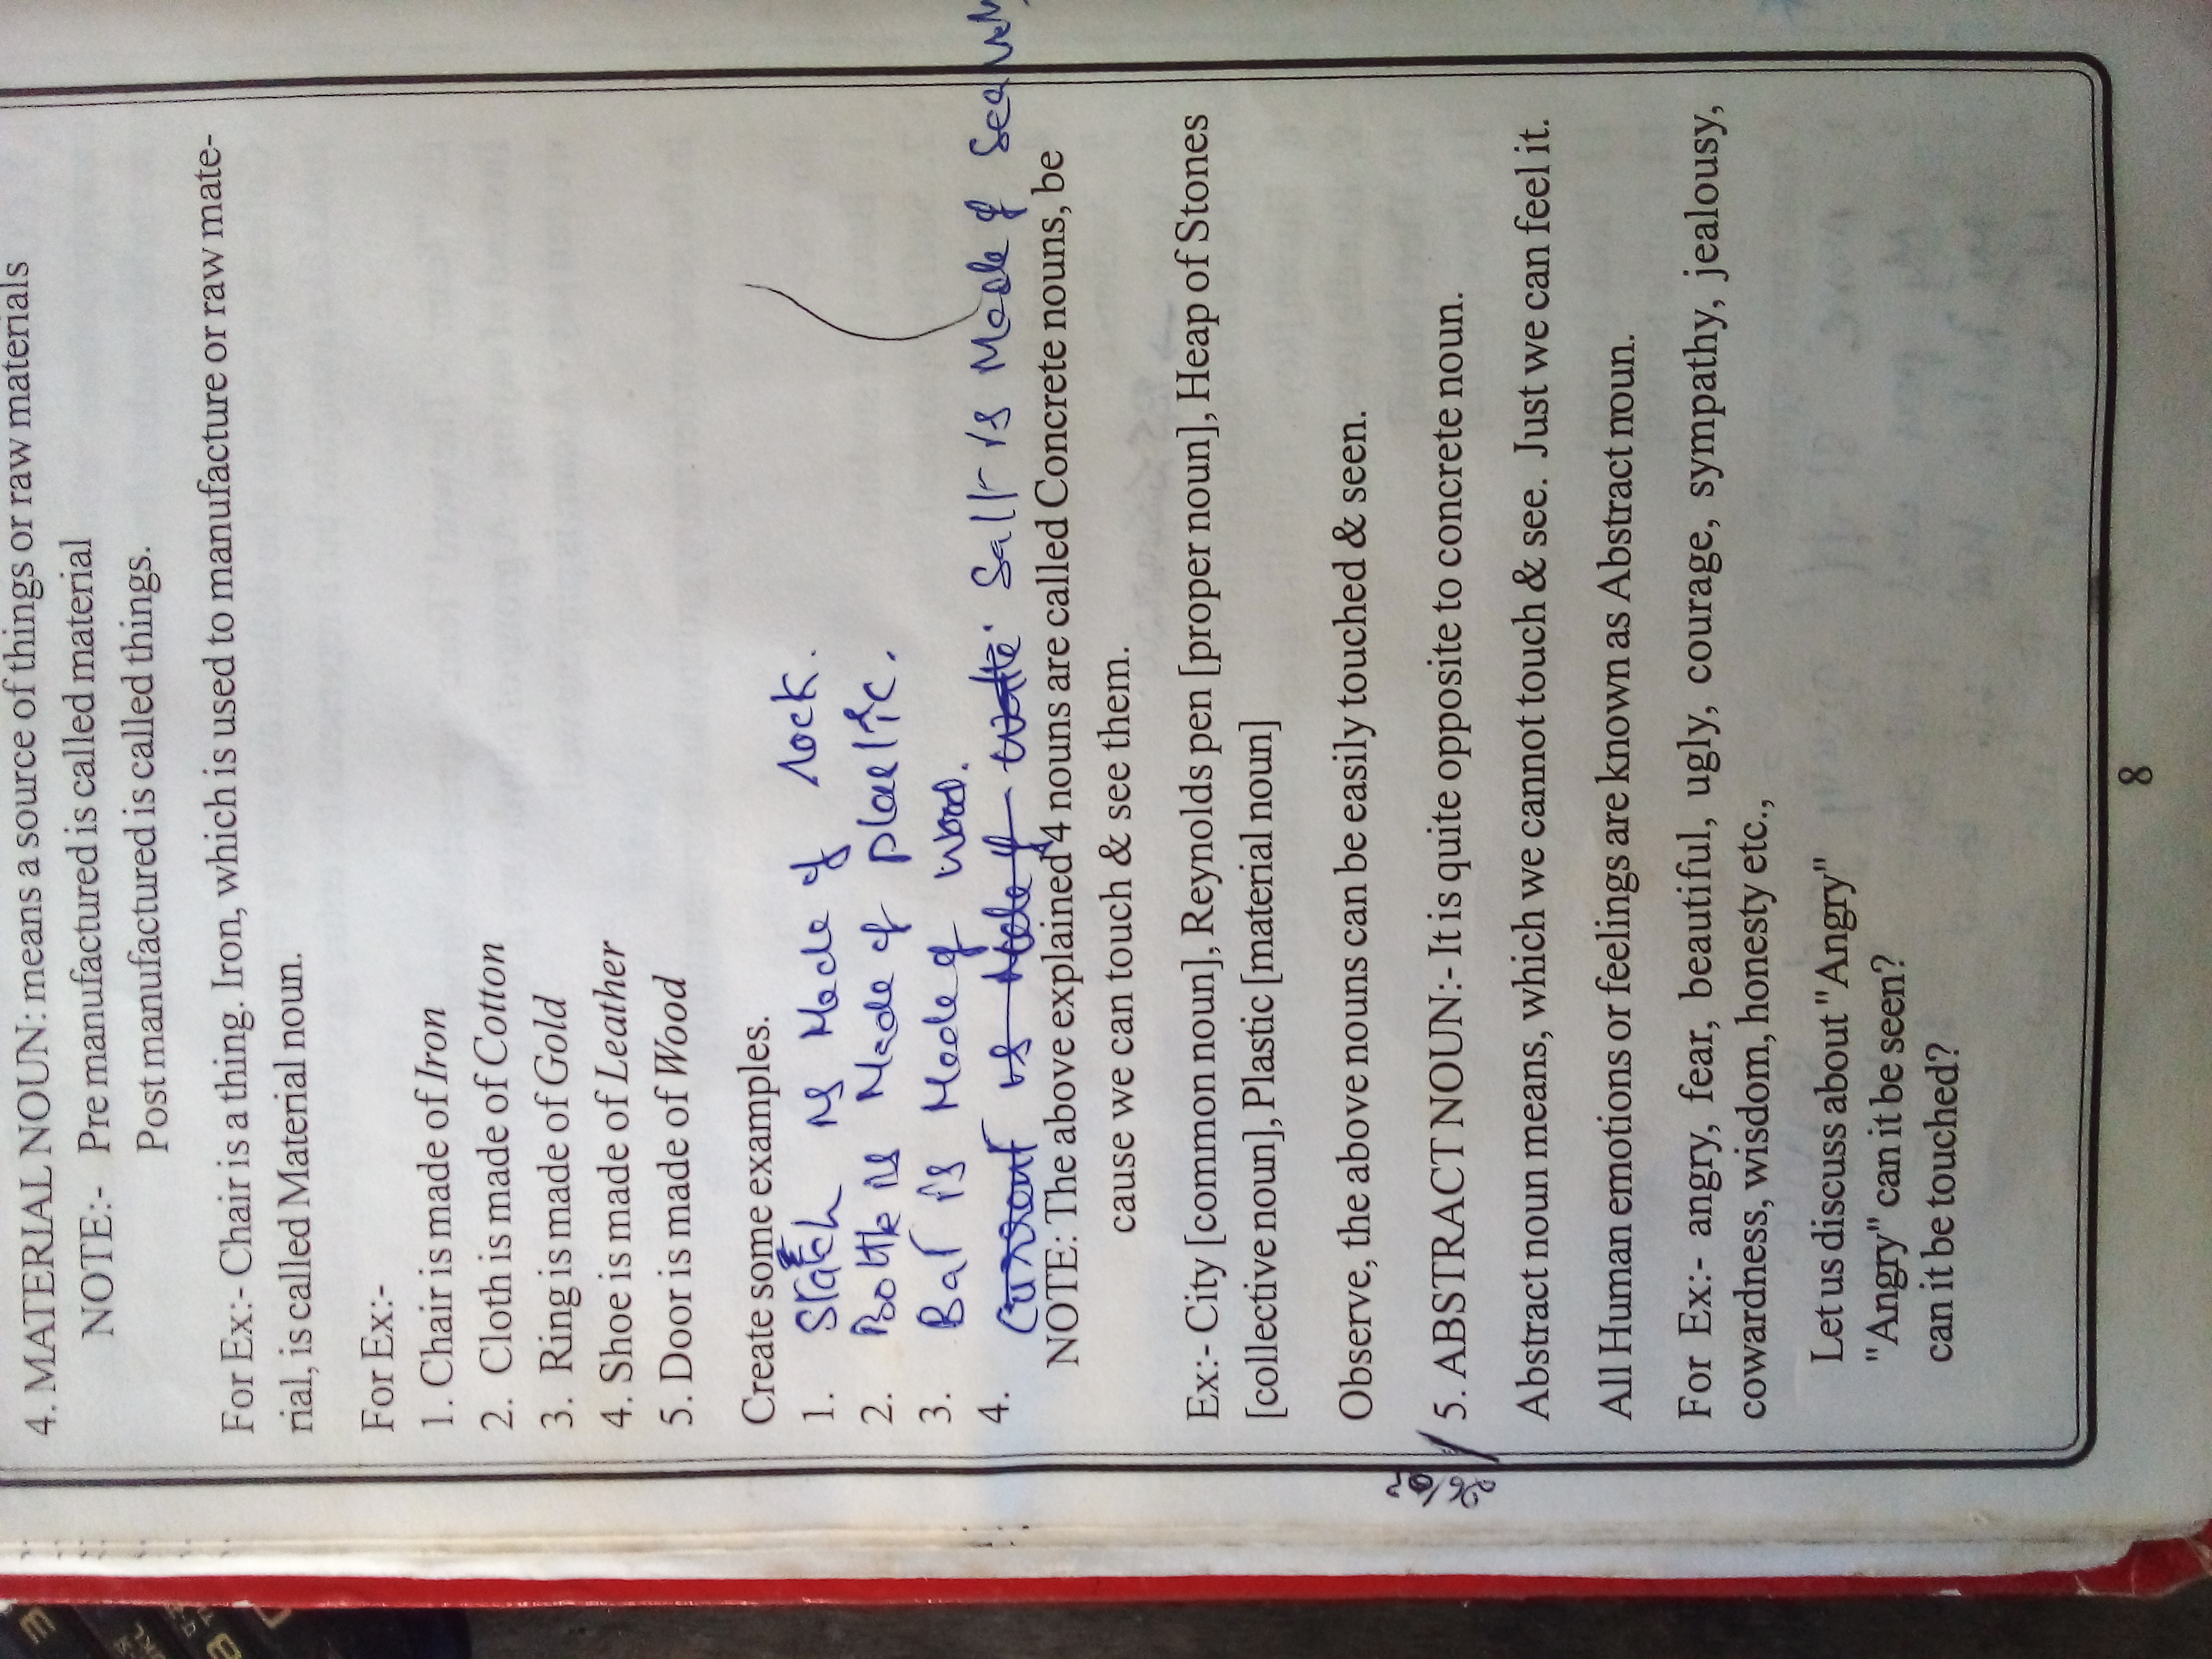 4. MATERIAL NOUN: means a source of things or raw materials
NOTE:- Pre manufactured is called material
Post manufactured is called things.
For Ex:- Chair is a thing. Iron, which is used to manufacture or raw mate-
rial, is called Material noun.
For Ex:-
1. Chair is made of Iron
2. Cloth is made of Cotton
3. Ring is made of Gold
4. Shoe is made of Leather
5. Door is made of Wood
Create some examples.
1. is Made of rock.
2. Bottle is Made of plastic.
3. Bat is Made of wood.
4. Current is Made of Salt is Made of
NOTE: The above explained 4 nouns are called Concrete nouns, be
cause we can touch & see them.
Ex:- City [common noun], Reynolds pen [proper noun], Heap of Stones
[collective noun], Plastic [material noun]
Observe, the above nouns can be easily touched & seen.
5. ABSTRACT NOUN:- It is quite opposite to concrete noun.
Abstract noun means, which we cannot touch & see. Just we can feel it.
All Human emotions or feelings are known as Abstract noun.
For Ex:- angry, fear, beautiful, ugly, courage, sympathy, jealousy,
cowardness, wisdom, honesty etc.,
Let us discuss about "Angry"
"Angry" can it be seen?
can it be touched?
8